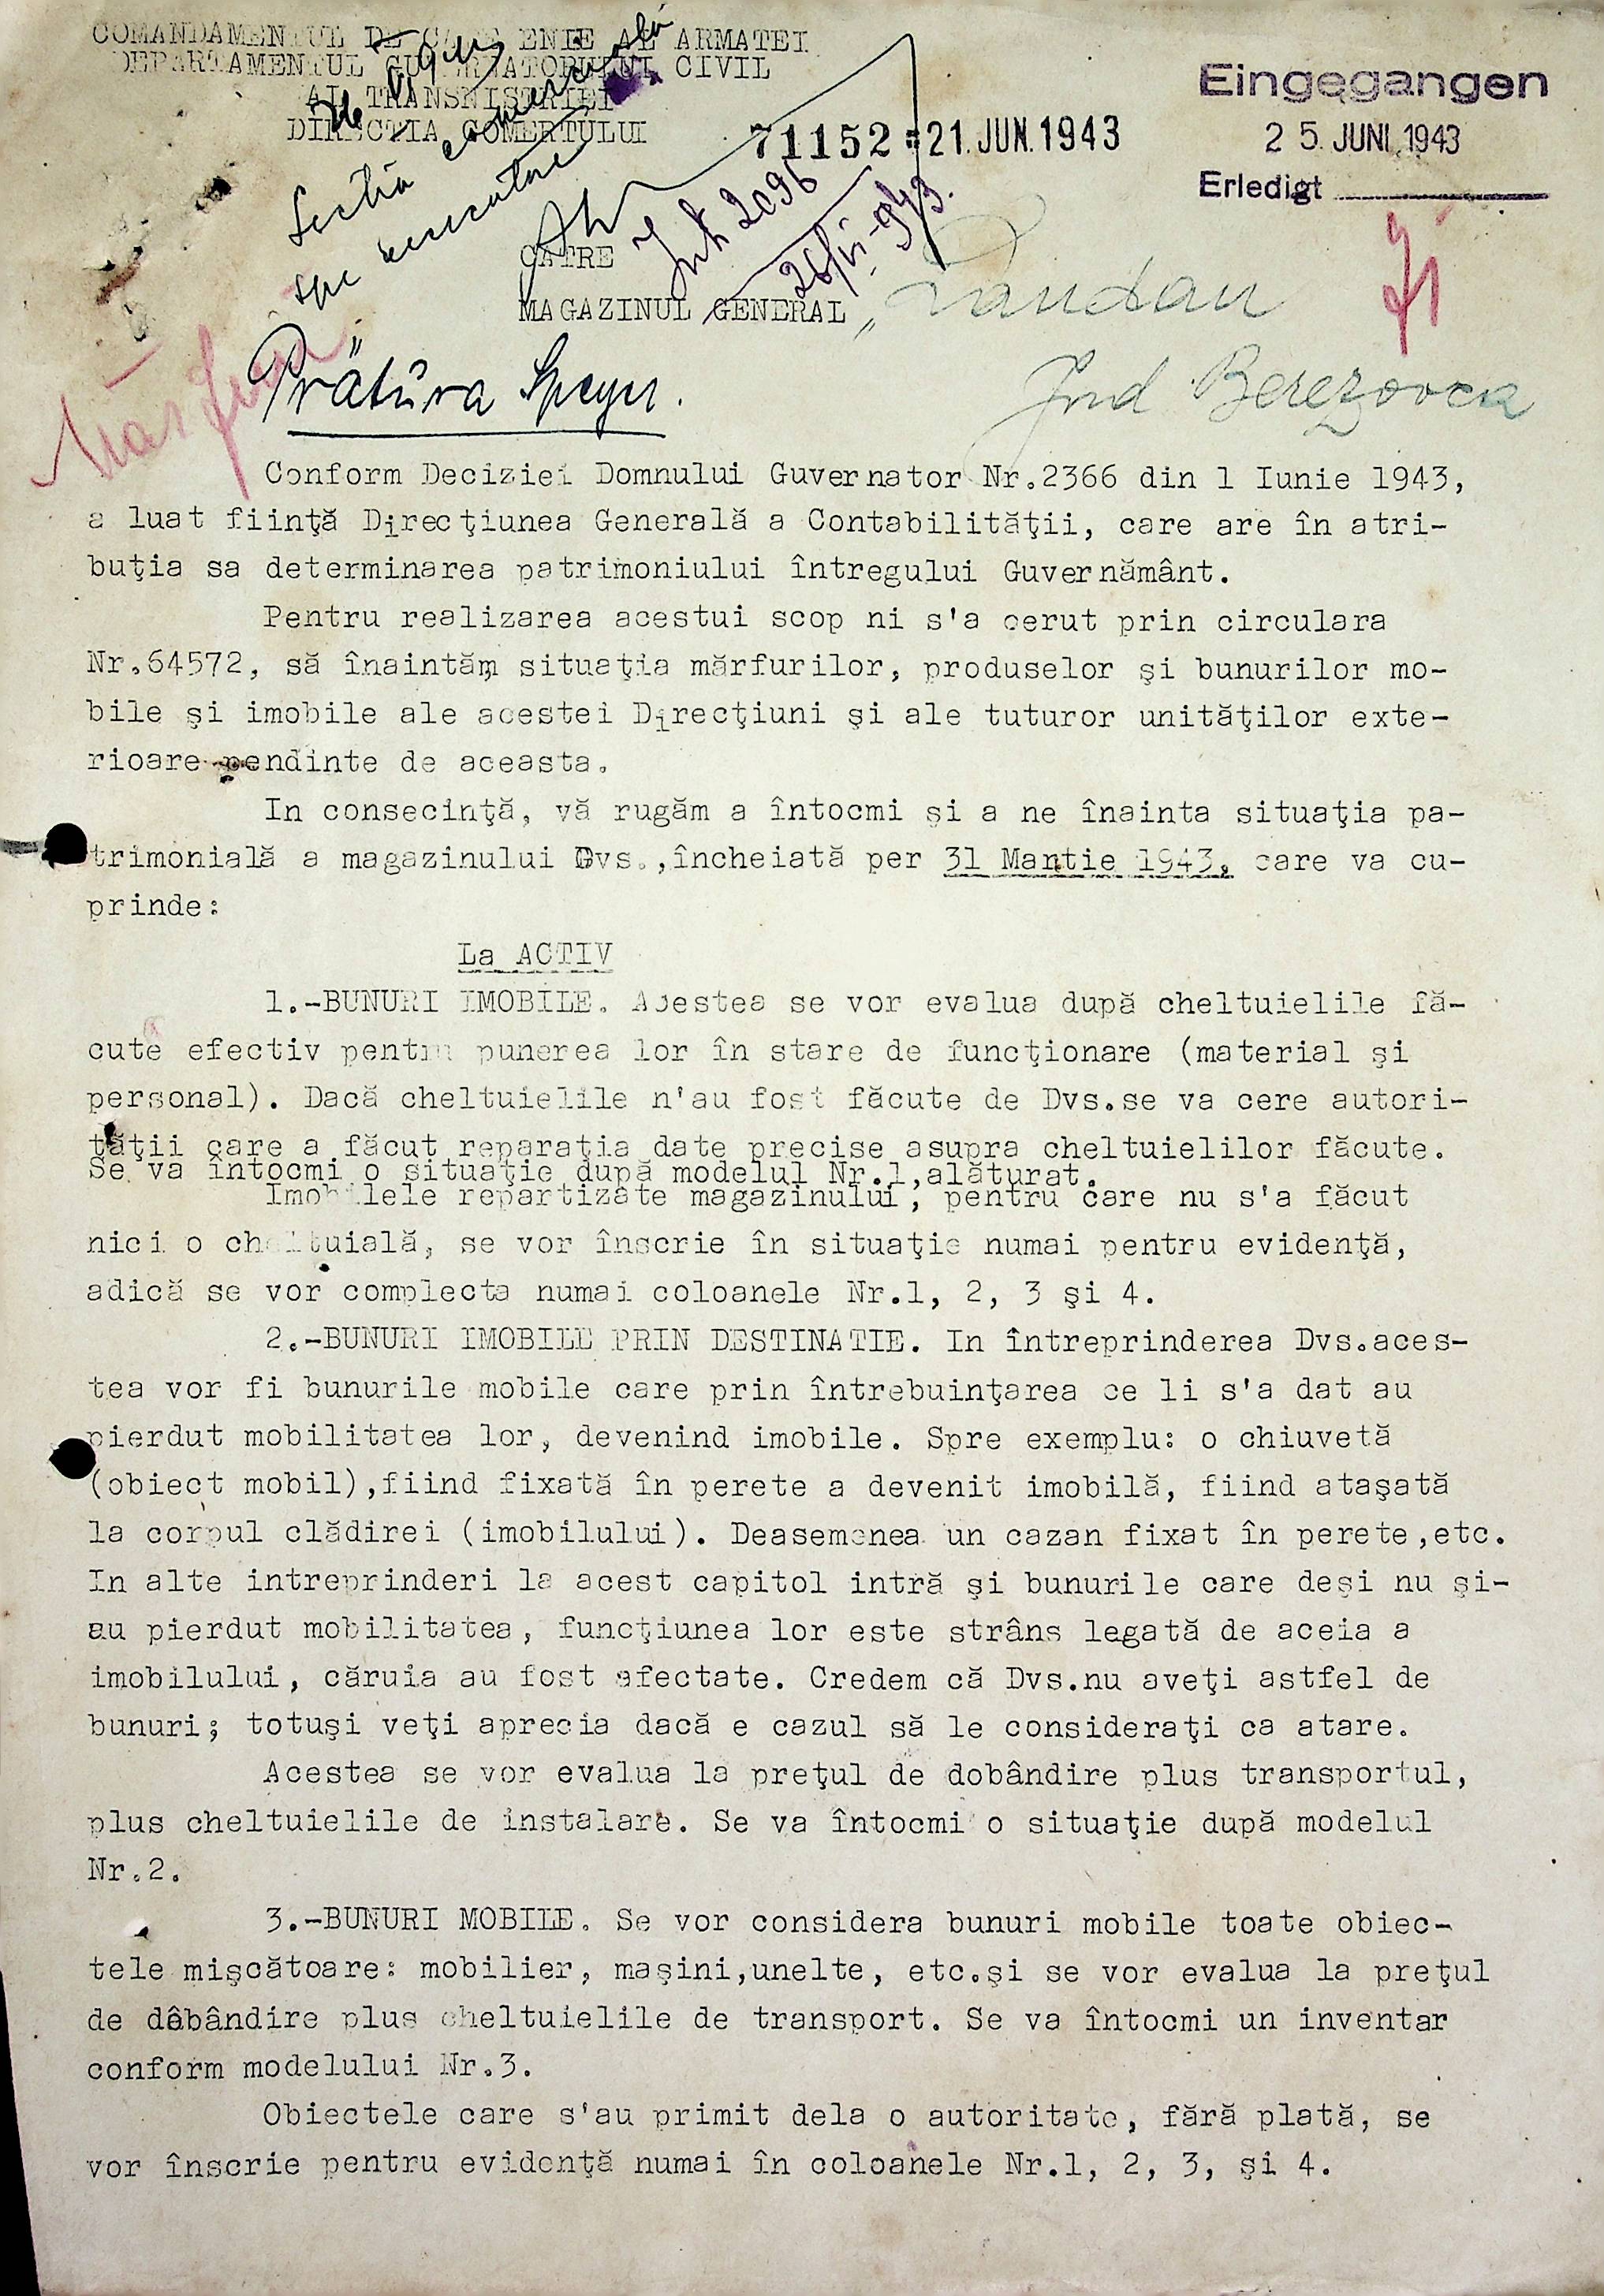 COMANDAMENTUL DE CA ENIE AL ARMATEI
DEPARTAMENTUL GUVERNATORULUI CIVIL
AL TRANSNISTRIEI
DIRECTIA COMERTULUI
71152 * 21. JUN. 1943
Eingegangen
25. JUNI 1943
Erledigt
Secţia comercială
spre executare
Int 2096
26/VI-943.
CATRE
MAGAZINUL GENERAL „Landau
"Prätura Speyer.
Jud Berezovca
Conform Deciziei Domnului Guvernator Nr.2366 din 1 Iunie 1943,
a luat fiinţă Direcţiunea Generală a Contabilităţii, care are în atri-
buţia sa determinarea patrimoniului întregului Guvernământ.
Pentru realizarea acestui scop ni s'a cerut prin circulara
Nr.64572, să înaintăm situaţia mărfurilor, produselor şi bunurilor mo-
bile şi imobile ale acestei Direcţiuni şi ale tuturor unităţilor exte-
rioare pendinte de aceasta.
In consecinţă, vă rugăm a întocmi şi a ne înainta situaţia pa-
trimonială a magazinului Dvs.,încheiată per 31 Martie 1943, care va cu-
prinde:
La ACTIV
1.-BUNURI IMOBILE. Acestea se vor evalua după cheltuielile fă-
cute efectiv pentru punerea lor în stare de funcţionare (material şi
personal). Dacă cheltuielile n'au fost făcute de Dvs.se va cere autori-
tăţii care a făcut reparaţia date precise asupra cheltuielilor făcute.
Se va întocmi o situaţie după modelul Nr.1,alăturat.
Imobilele repartizate magazinului, pentru care nu s'a făcut
nici o cheltuială, se vor înscrie în situaţie numai pentru evidenţă,
adică se vor complecta numai coloanele Nr.1, 2, 3 şi 4.
2.-BUNURI IMOBILE PRIN DESTINATIE. In întreprinderea Dvs.aces-
tea vor fi bunurile mobile care prin întrebuinţarea ce li s'a dat au
pierdut mobilitatea lor, devenind imobile. Spre exemplu: o chiuvetă
(obiect mobil),fiind fixată în perete a devenit imobilă, fiind ataşată
la corpul clădirei (imobilului). Deasemenea un cazan fixat în perete,etc.
In alte intreprinderi la acest capitol intră şi bunurile care deşi nu şi-
au pierdut mobilitatea, funcţiunea lor este strâns legată de aceia a
imobilului, căruia au fost afectate. Credem că Dvs.nu aveţi astfel de
bunuri; totuşi veţi aprecia dacă e cazul să le consideraţi ca atare.
Acestea se vor evalua la preţul de dobândire plus transportul,
plus cheltuielile de instalare. Se va întocmi o situaţie după modelul
Nr.2.
3.-BUNURI MOBILE. Se vor considera bunuri mobile toate obiec-
tele mişcătoare: mobilier, maşini,unelte, etc.şi se vor evalua la preţul
de dâbândire plus cheltuielile de transport. Se va întocmi un inventar
conform modelului Nr.3.
Obiectele care s'au primit dela o autoritate, fără plată, se
vor înscrie pentru evidenţă numai în coloanele Nr.1, 2, 3, şi 4.